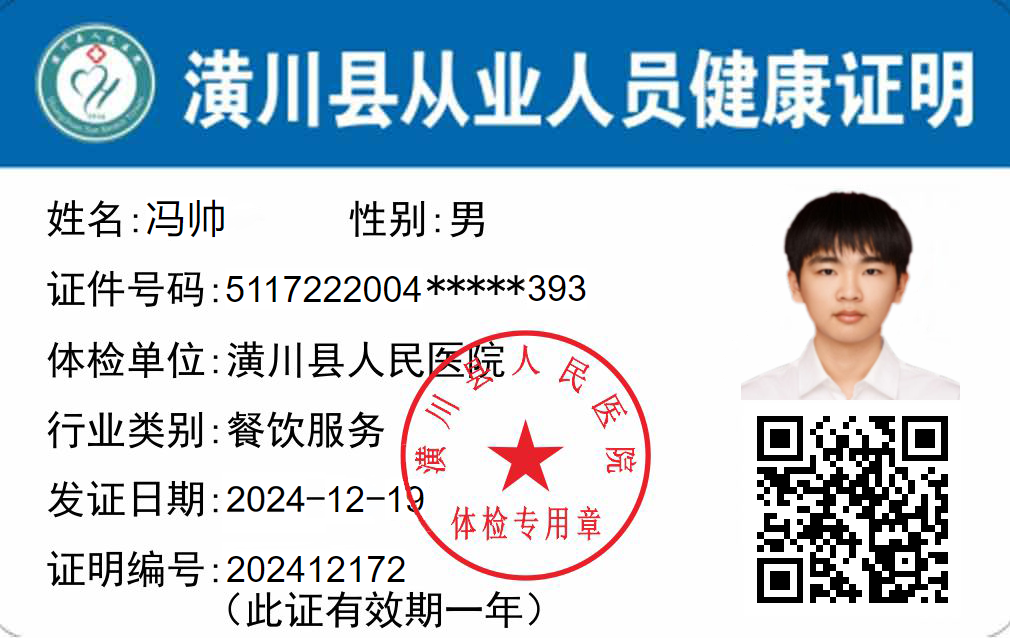 潢川县从业人员健康证明
姓名:冯帅 性别:男
证件号码:5117222004*****393
体检单位:潢川县人民医院
行业类别:餐饮服务
发证日期:2024-12-19
证明编号:202412172
(此证有效期一年)
潢川县人民医院
体检专用章